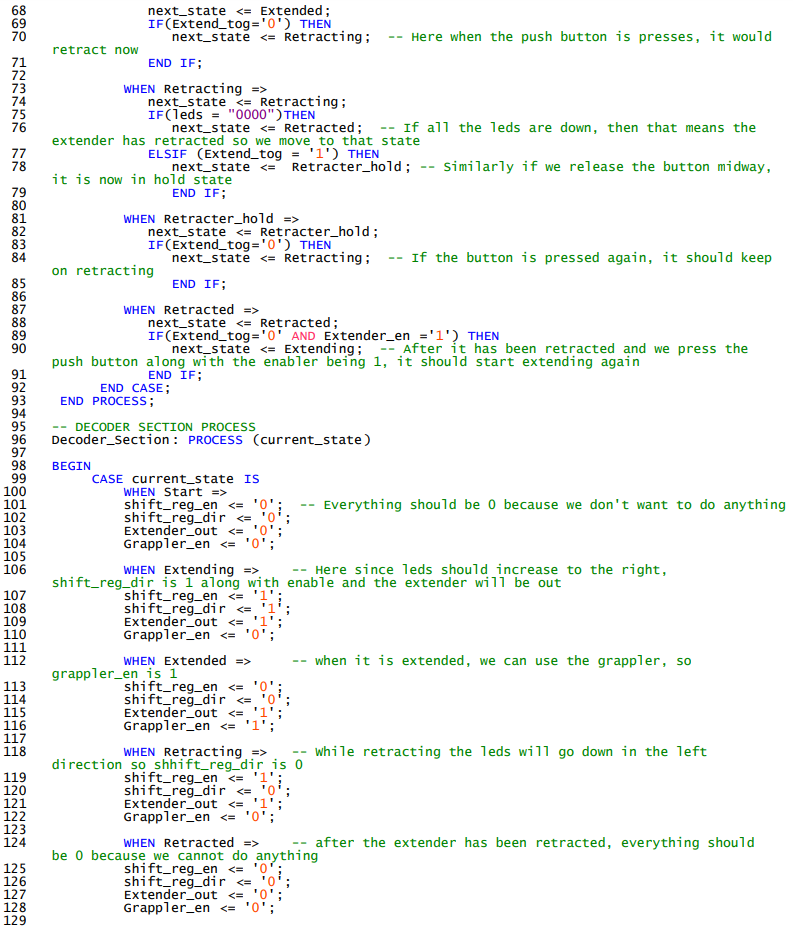 68 next_state <= Extended;
69 IF(Extend_tog='0') THEN
70 next_state <= Retracting; -- Here when the push button is presses, it would
retract now
71 END IF;
72
73 WHEN Retracting =>
74 next_state <= Retracting;
75 IF(leds = "0000")THEN
76 next_state <= Retracted; -- If all the leds are down, then that means the
extender has retracted so we move to that state
77 ELSIF (Extend_tog = '1') THEN
78 next_state <= Retracter_hold; -- Similarly if we release the button midway,
it is now in hold state
79 END IF;
80
81 WHEN Retracter_hold =>
82 next_state <= Retracter_hold;
83 IF(Extend_tog='0') THEN
84 next_state <= Retracting; -- If the button is pressed again, it should keep
on retracting
85 END IF;
86
87 WHEN Retracted =>
88 next_state <= Retracted;
89 IF(Extend_tog='0' AND Extender_en ='1') THEN
90 next_state <= Extending; -- After it has been retracted and we press the
push button along with the enabler being 1, it should start extending again
91 END IF;
92 END CASE;
93 END PROCESS;
94
95 -- DECODER SECTION PROCESS
96 Decoder_Section: PROCESS (current_state)
97
98 BEGIN
99 CASE current_state IS
100 WHEN Start =>
101 shift_reg_en <= '0'; -- Everything should be 0 because we don't want to do anything
102 shift_reg_dir <= '0';
103 Extender_out <= '0';
104 Grappler_en <= '0';
105
106 WHEN Extending => -- Here since leds should increase to the right,
shift_reg_dir is 1 along with enable and the extender will be out
107 shift_reg_en <= '1';
108 shift_reg_dir <= '1';
109 Extender_out <= '1';
110 Grappler_en <= '0';
111
112 WHEN Extended => -- when it is extended, we can use the grappler, so
grappler_en is 1
113 shift_reg_en <= '0';
114 shift_reg_dir <= '0';
115 Extender_out <= '1';
116 Grappler_en <= '1';
117
118 WHEN Retracting => -- While retracting the leds will go down in the left
direction so shhift_reg_dir is 0
119 shift_reg_en <= '1';
120 shift_reg_dir <= '0';
121 Extender_out <= '1';
122 Grappler_en <= '0';
123
124 WHEN Retracted => -- after the extender has been retracted, everything should
be 0 because we cannot do anything
125 shift_reg_en <= '0';
126 shift_reg_dir <= '0';
127 Extender_out <= '0';
128 Grappler_en <= '0';
129